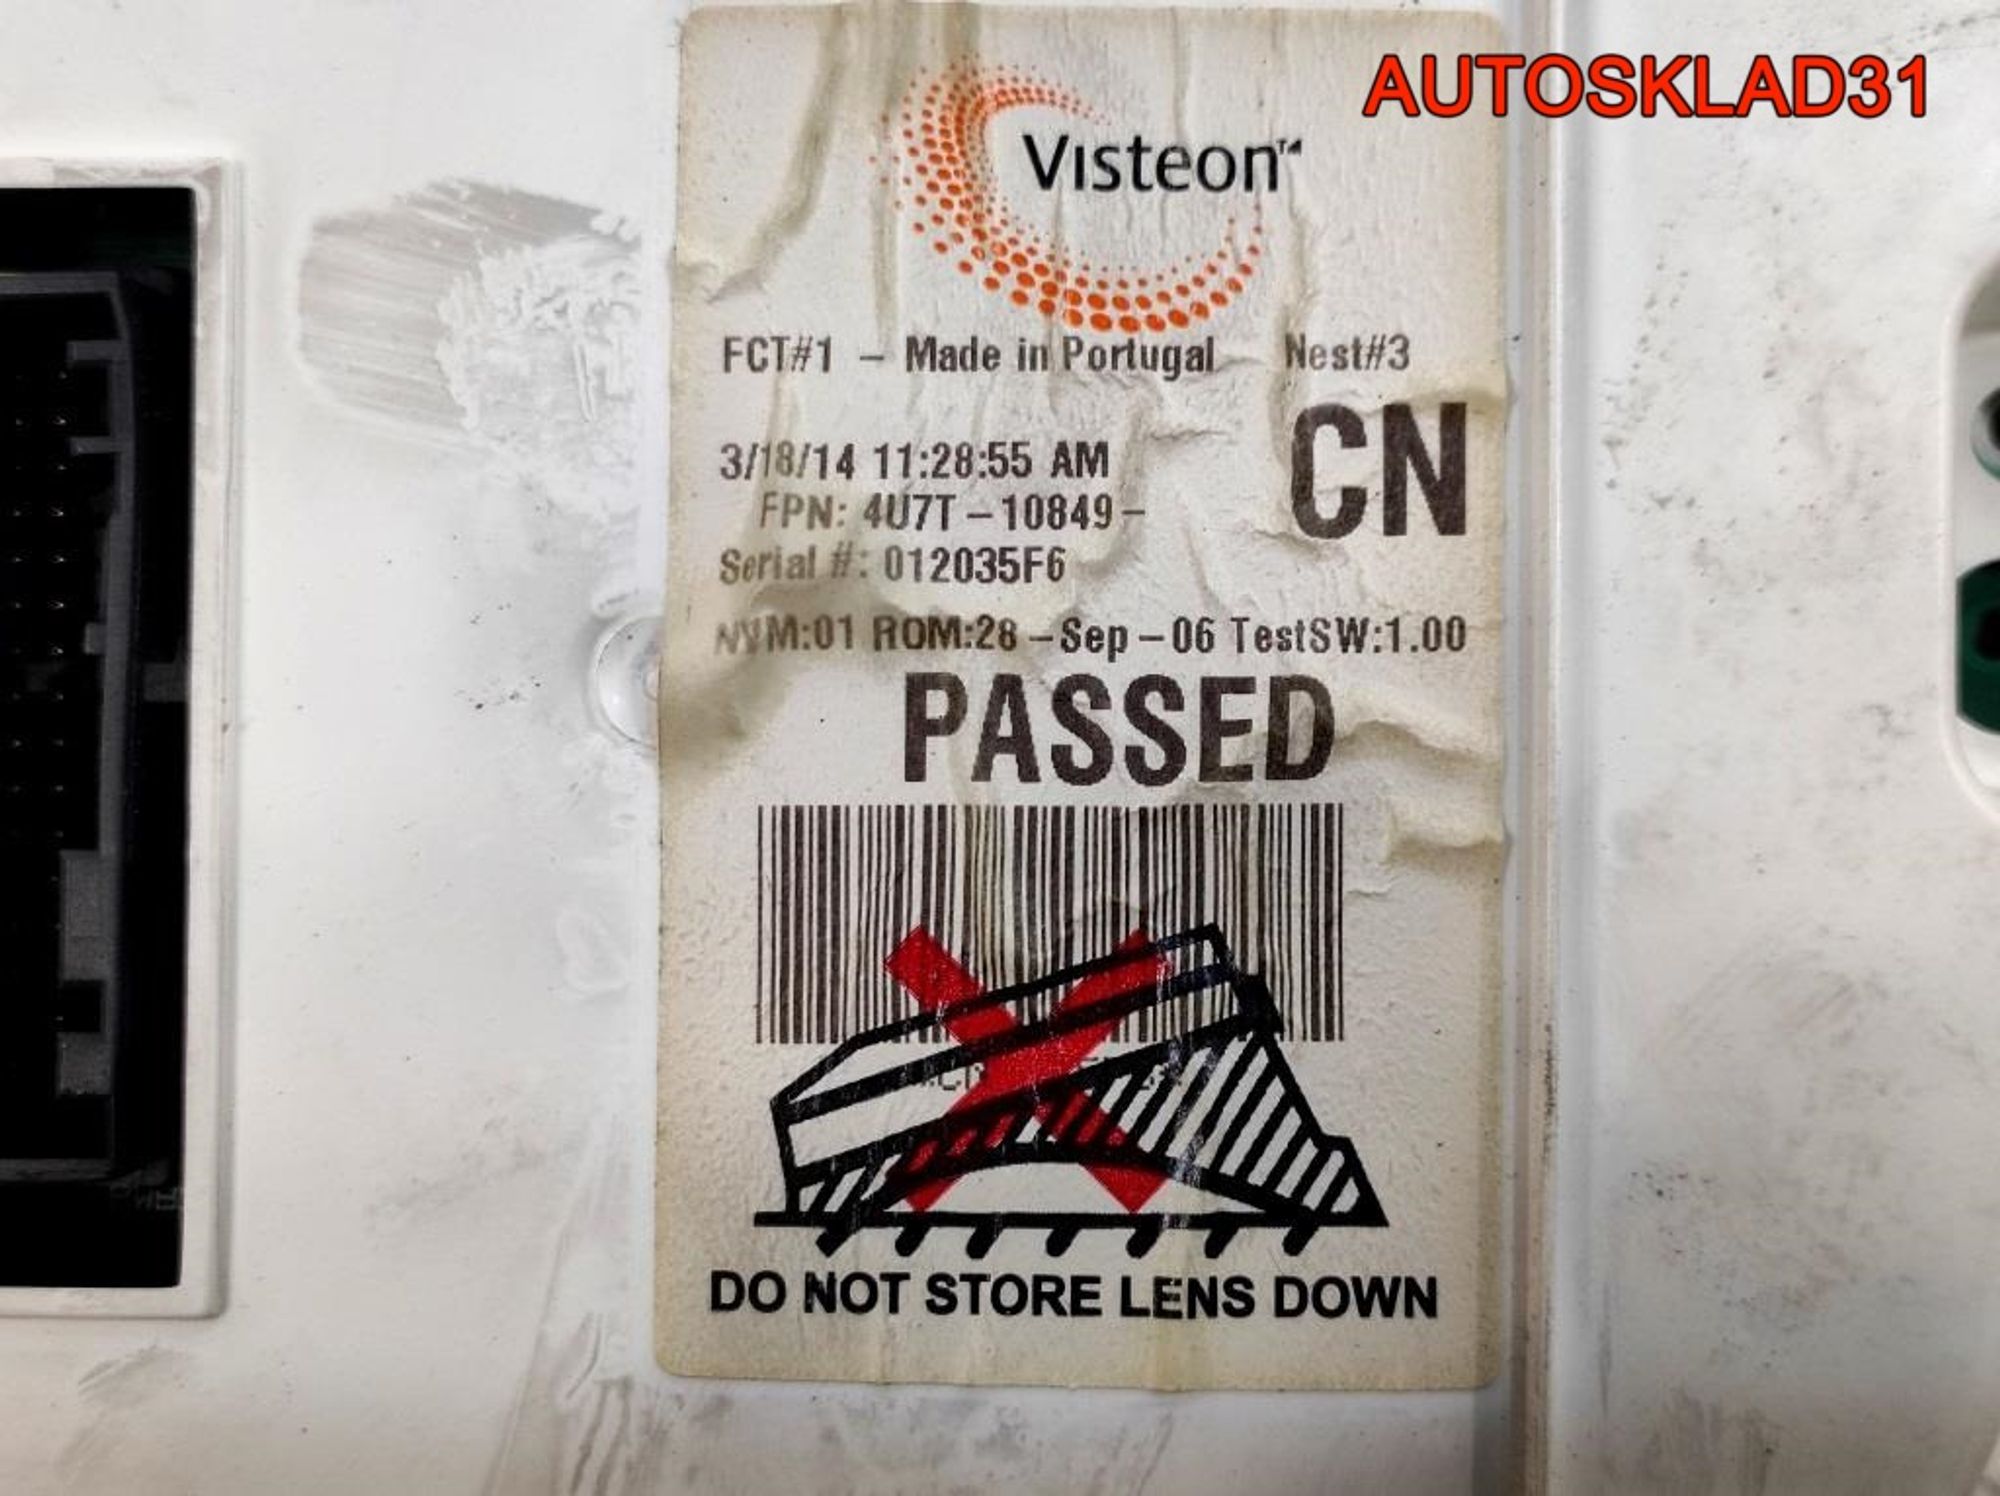 AUTOSKLAD31
Visteon™
FCT#1 – Made in Portugal Nest#3
CN
3/18/14 11:28:55 AM
FPN: 4U7T–10849–
Serial #: 012035F6
NVM:01 ROM:28–Sep–06 TestSW:1.00
PASSED
DO NOT STORE LENS DOWN